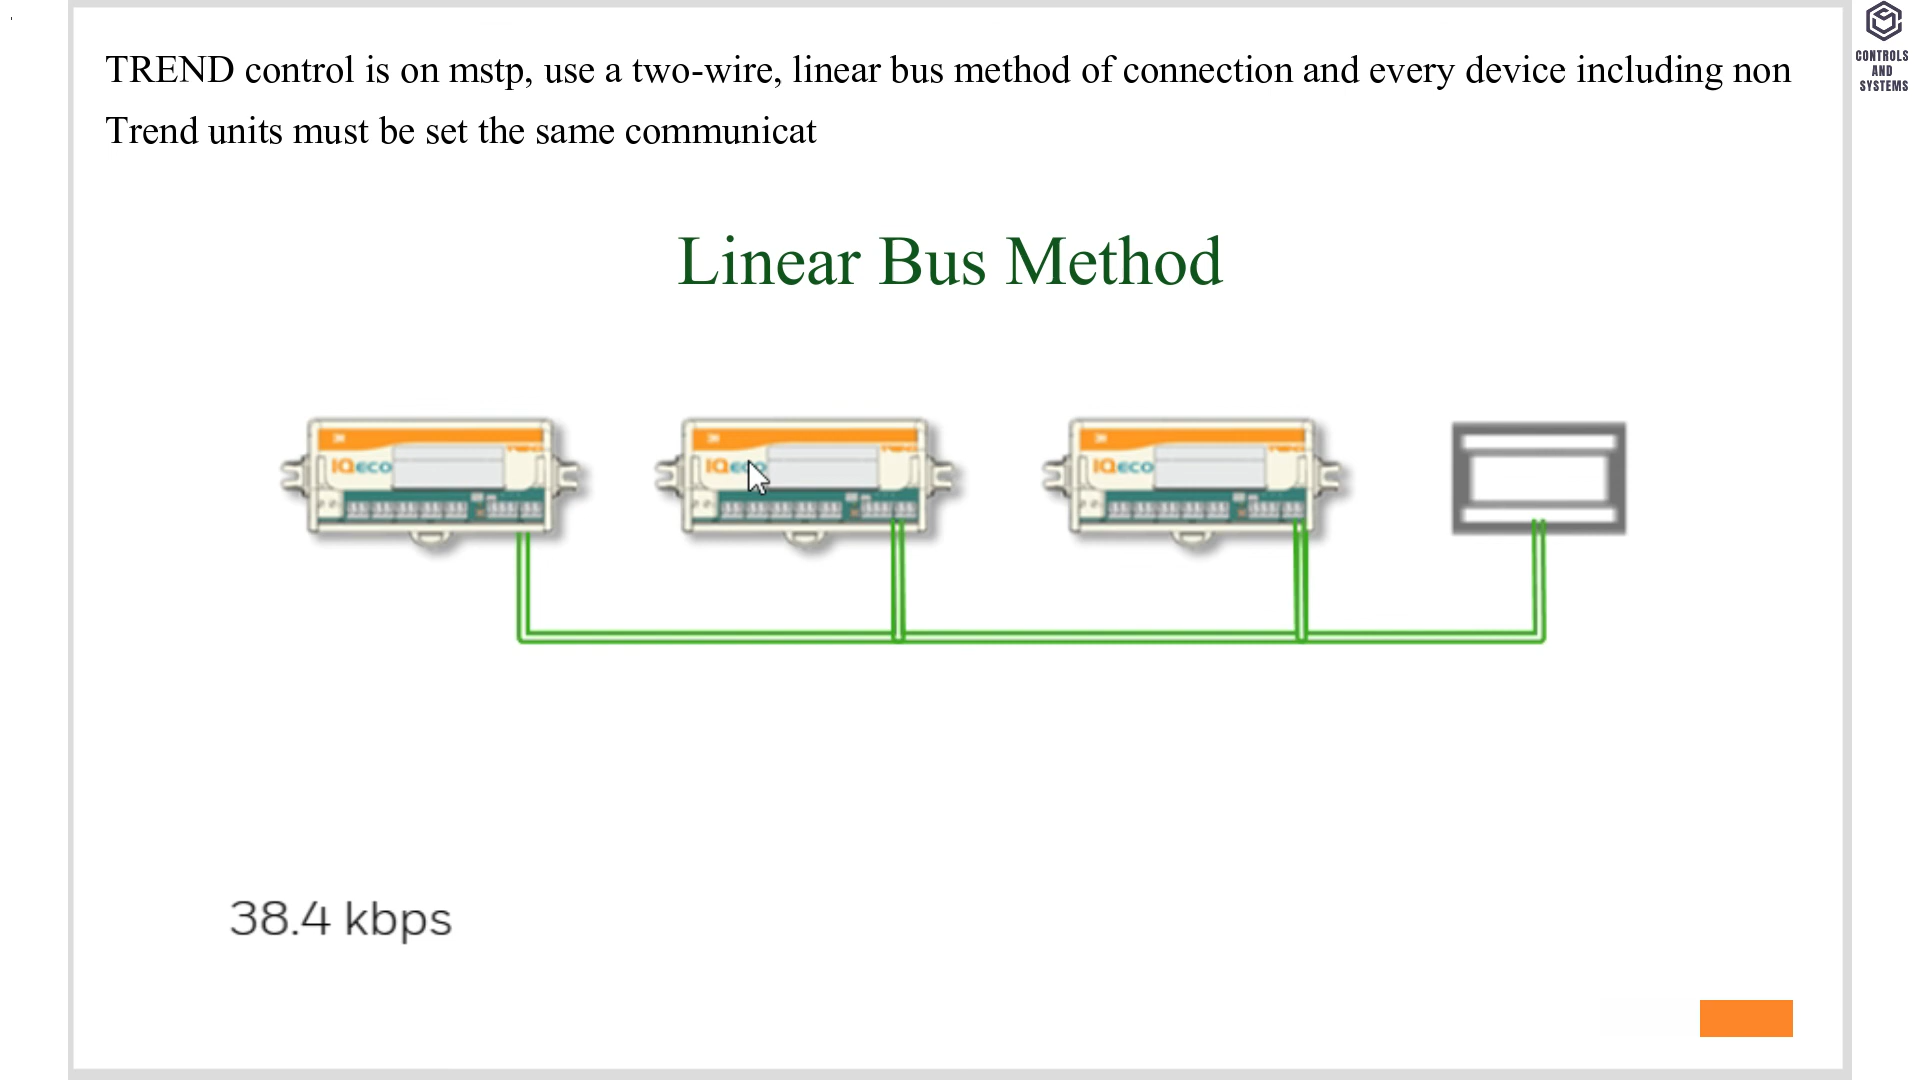 TREND control is on mstp, use a two-wire, linear bus method of connection and every device including non
Trend units must be set the same communicat
CONTROLS
AND
SYSTEMS
Linear Bus Method
IQeco
IQeco
IQeco
38.4 kbps